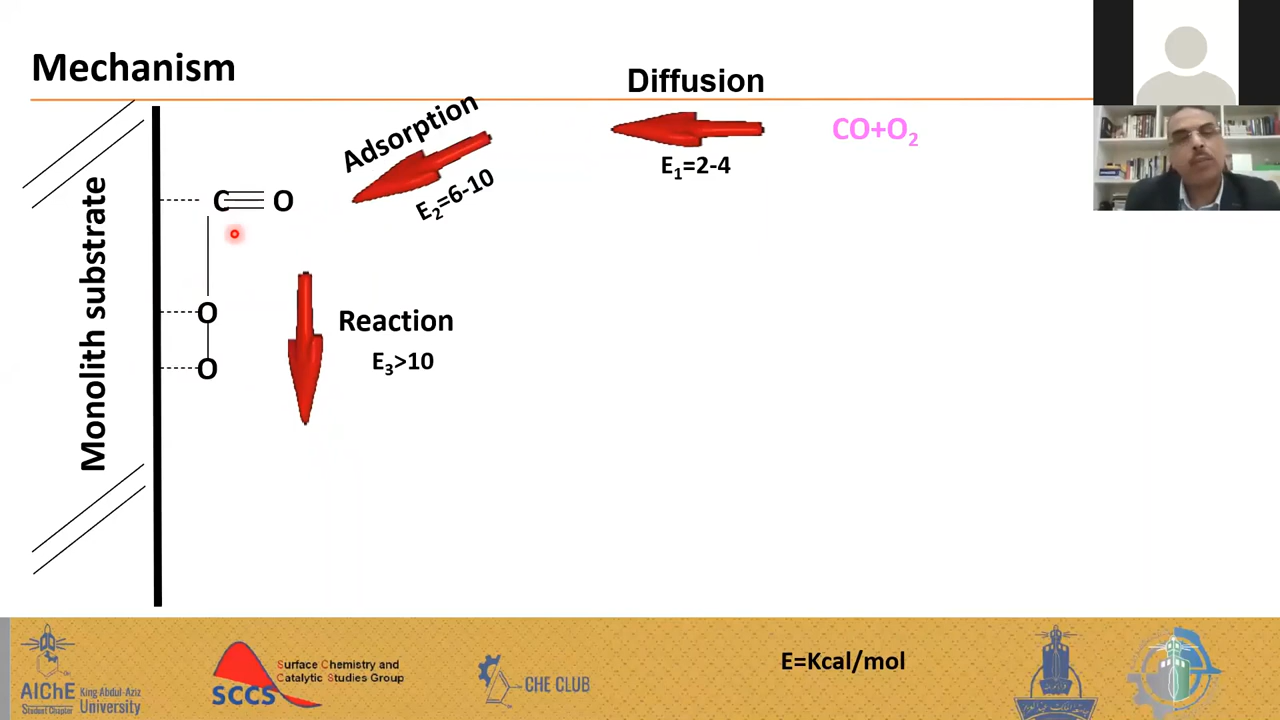 Mechanism
Diffusion
CO+O₂
E₁=2-4
Adsorption
E₂=6-10
C O
Monolith substrate
O
Reaction
E₃>10
O
E=Kcal/mol
AIChE
Student Chapter
King Abdul-Aziz
University
SCCS
Surface Chemistry and
Catalytic Studies Group
CHE CLUB